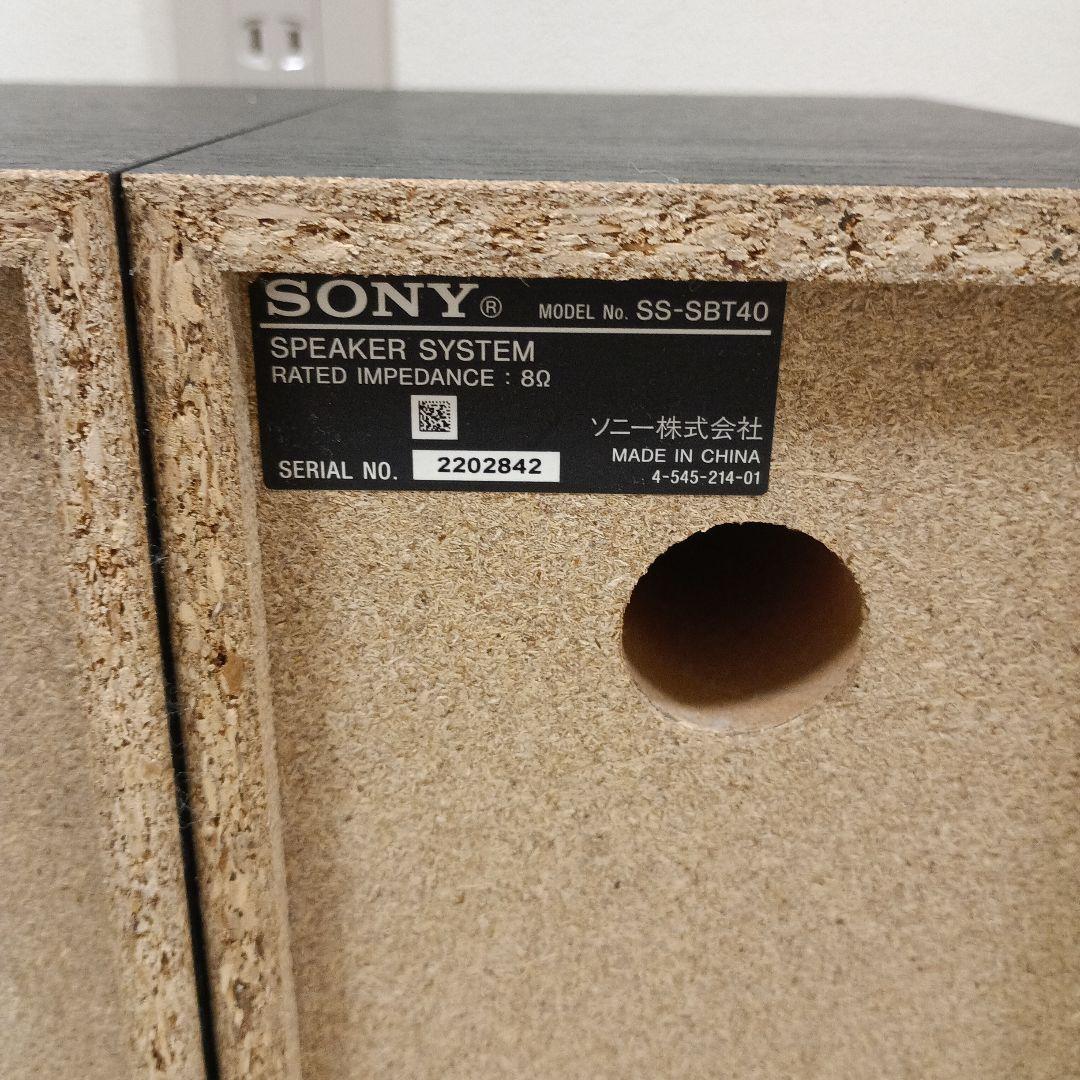 SONY® MODEL No. SS-SBT40
SPEAKER SYSTEM
RATED IMPEDANCE : 8Ω
ソニー株式会社
MADE IN CHINA
SERIAL NO. 2202842
4-545-214-01